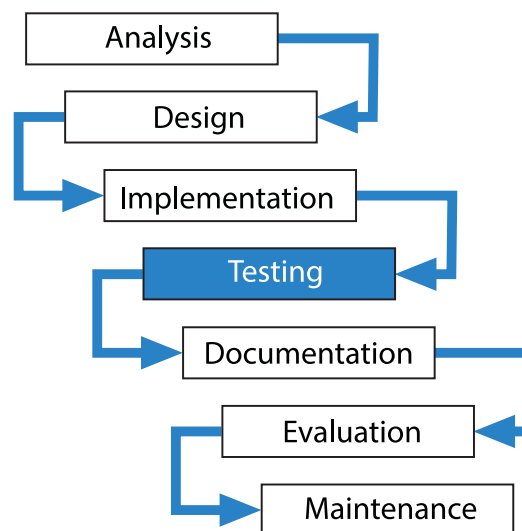 Analysis
Design
Implementation
Testing
Documentation
Evaluation
Maintenance